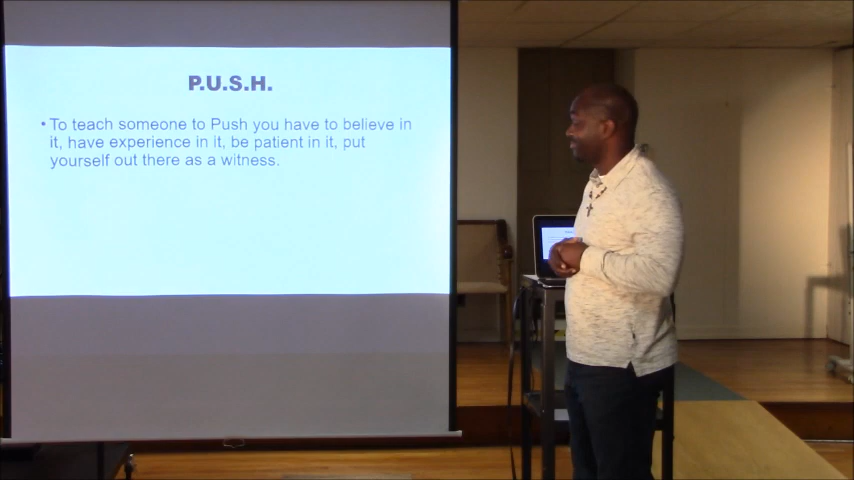 P.U.S.H.
• To teach someone to Push you have to believe in
it, have experience in it, be patient in it, put
yourself out there as a witness.